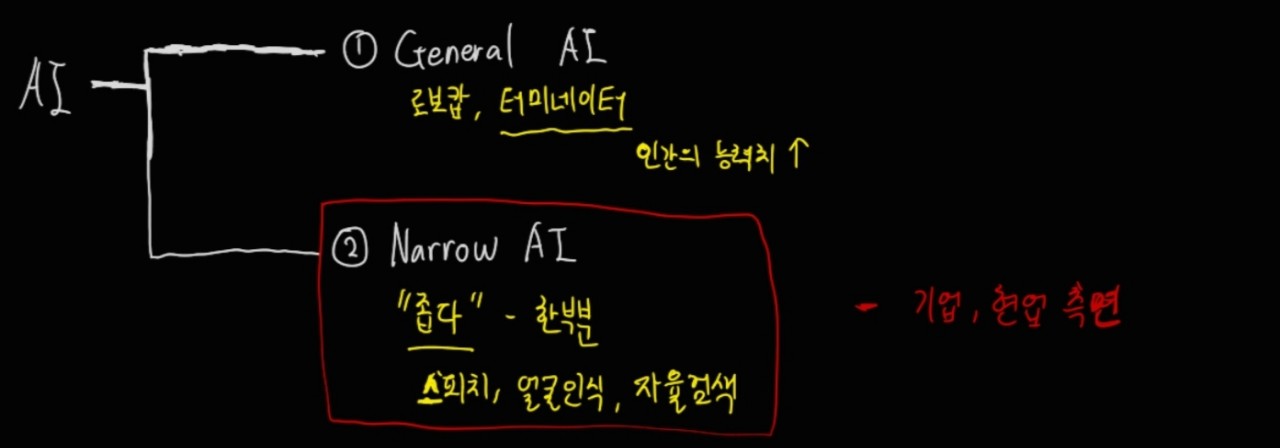 AI
① General AI
로보캅, 터미네이터
인간의 능력치 ↑
② Narrow AI
"좁다" - 한부분
스피치, 얼굴인식, 자율검색
- 기업, 현업 측면